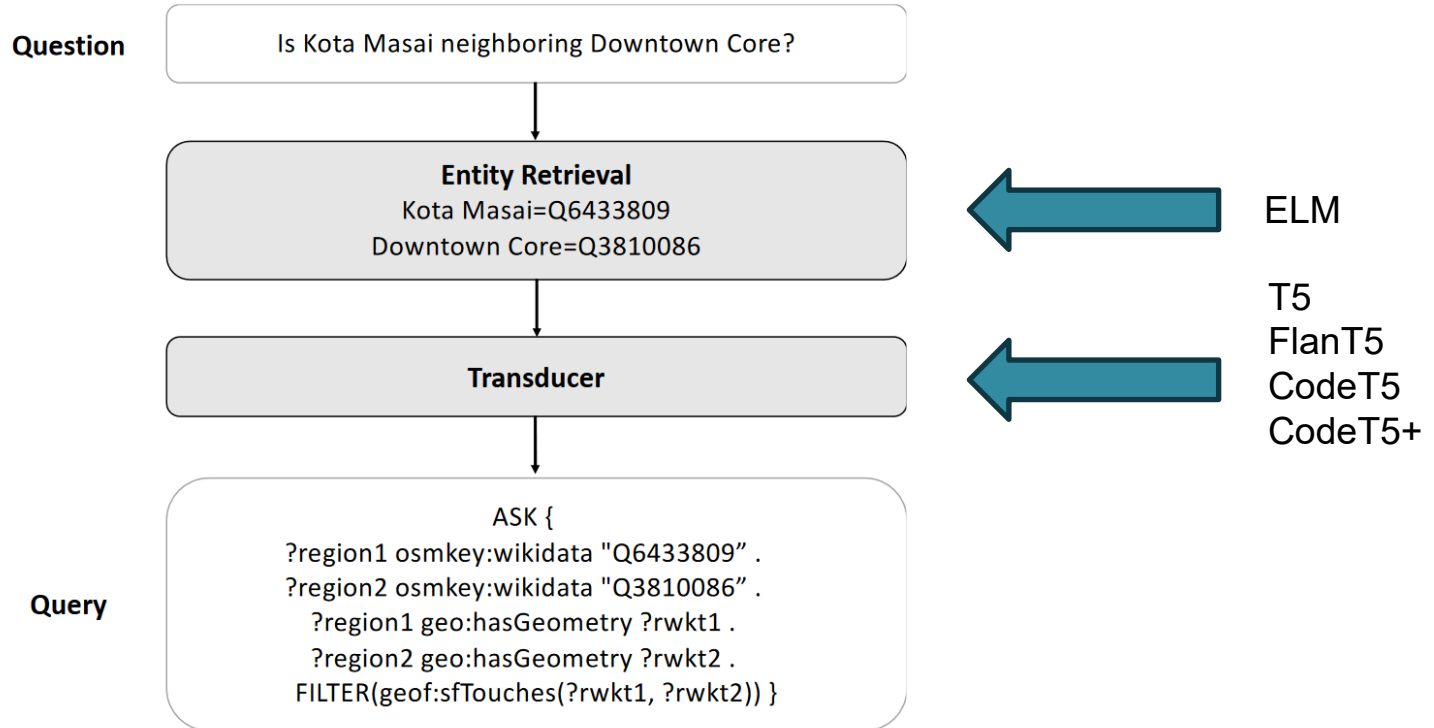 Question
Is Kota Masai neighboring Downtown Core?
Entity Retrieval
Kota Masai=Q6433809
Downtown Core=Q3810086
ELM
Transducer
T5
FlanT5
CodeT5
CodeT5+
Query
ASK {
?region1 osmkey:wikidata "Q6433809” .
?region2 osmkey:wikidata "Q3810086” .
?region1 geo:hasGeometry ?rwkt1 .
?region2 geo:hasGeometry ?rwkt2 .
FILTER(geof:sfTouches(?rwkt1, ?rwkt2)) }